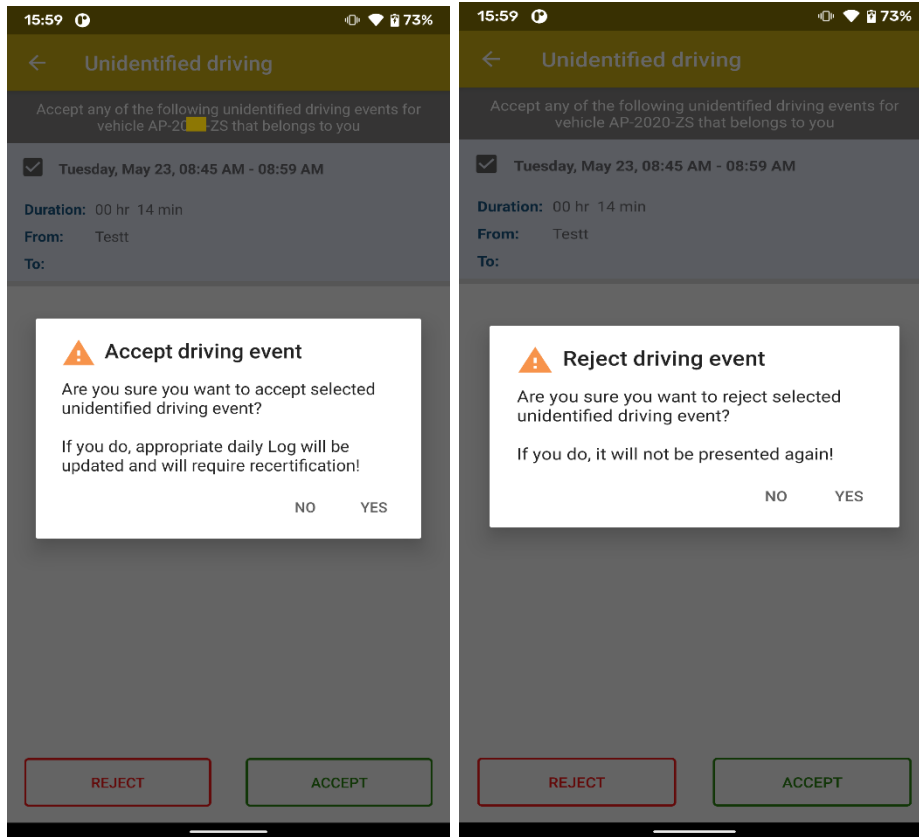 15:59
73%
Unidentified driving
Accept any of the following unidentified driving events for
vehicle AP-20 -ZS that belongs to you
Tuesday, May 23, 08:45 AM - 08:59 AM
Duration: 00 hr 14 min
From: Testt
To:
Accept driving event
Are you sure you want to accept selected
unidentified driving event?
If you do, appropriate daily Log will be
updated and will require recertification!
NO YES
REJECT ACCEPT
15:59
73%
Unidentified driving
Accept any of the following unidentified driving events for
vehicle AP-2020-ZS that belongs to you
Tuesday, May 23, 08:45 AM - 08:59 AM
Duration: 00 hr 14 min
From: Testt
To:
Reject driving event
Are you sure you want to reject selected
unidentified driving event?
If you do, it will not be presented again!
NO YES
REJECT ACCEPT